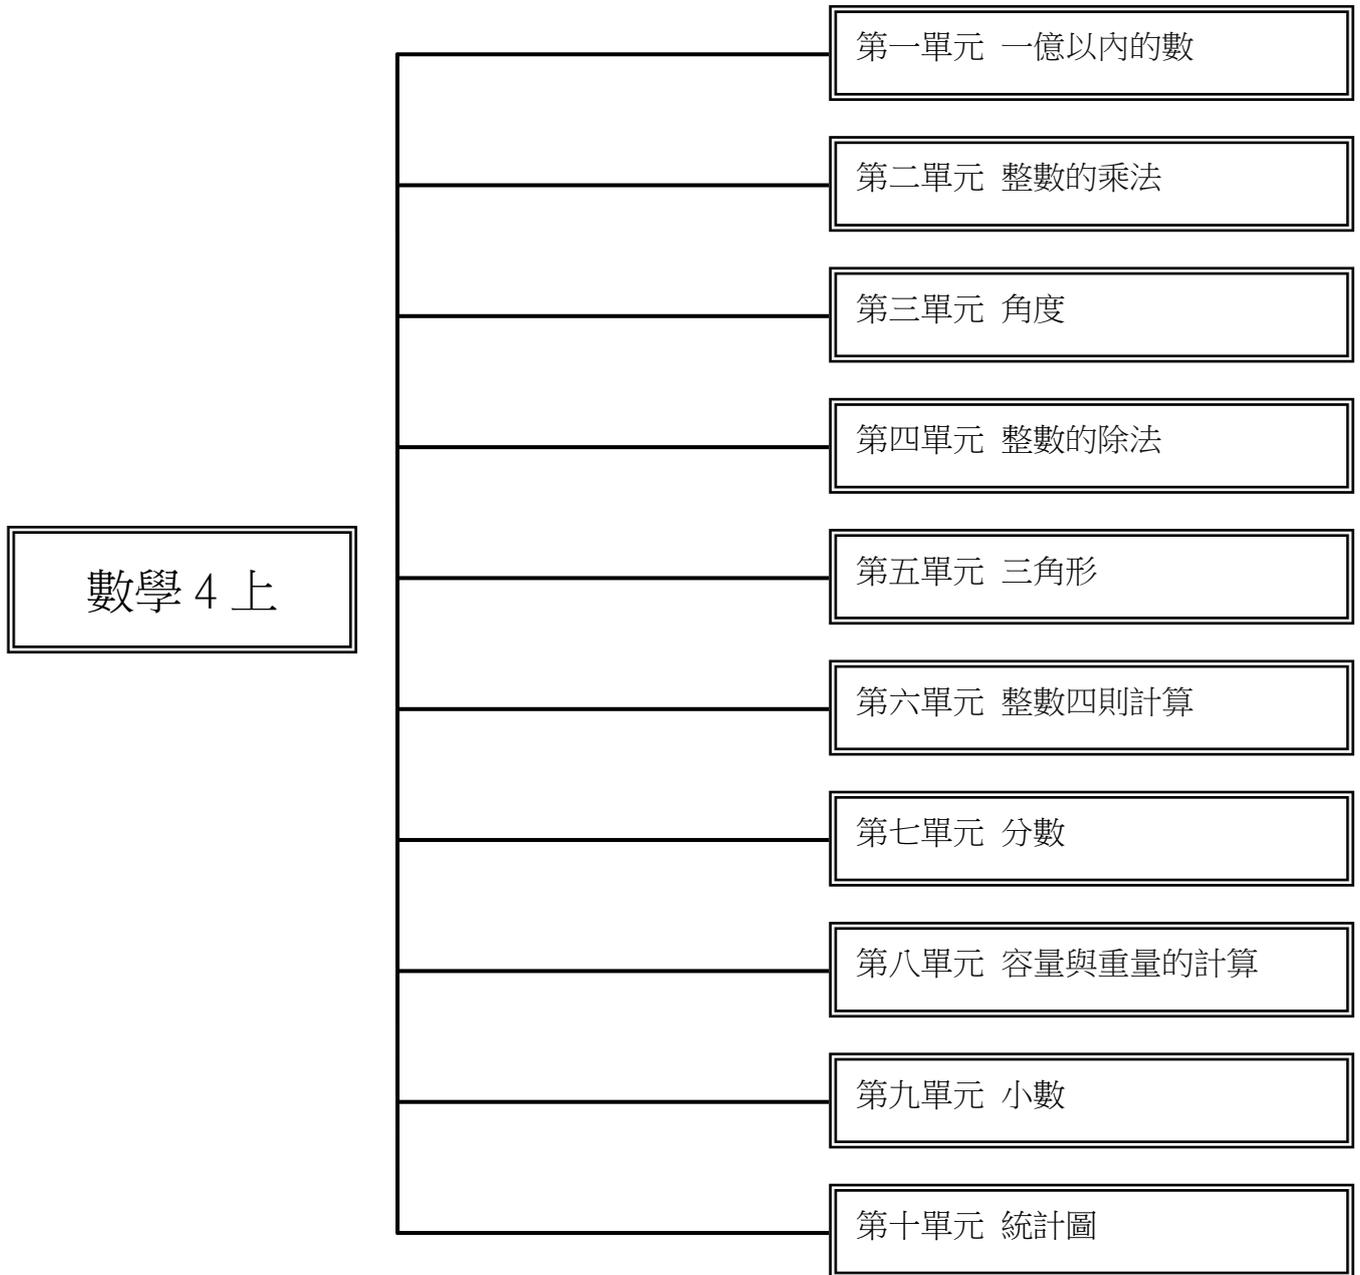 數學 4 上
第一單元 一億以內的數
第二單元 整數的乘法
第三單元 角度
第四單元 整數的除法
第五單元 三角形
第六單元 整數四則計算
第七單元 分數
第八單元 容量與重量的計算
第九單元 小數
第十單元 統計圖